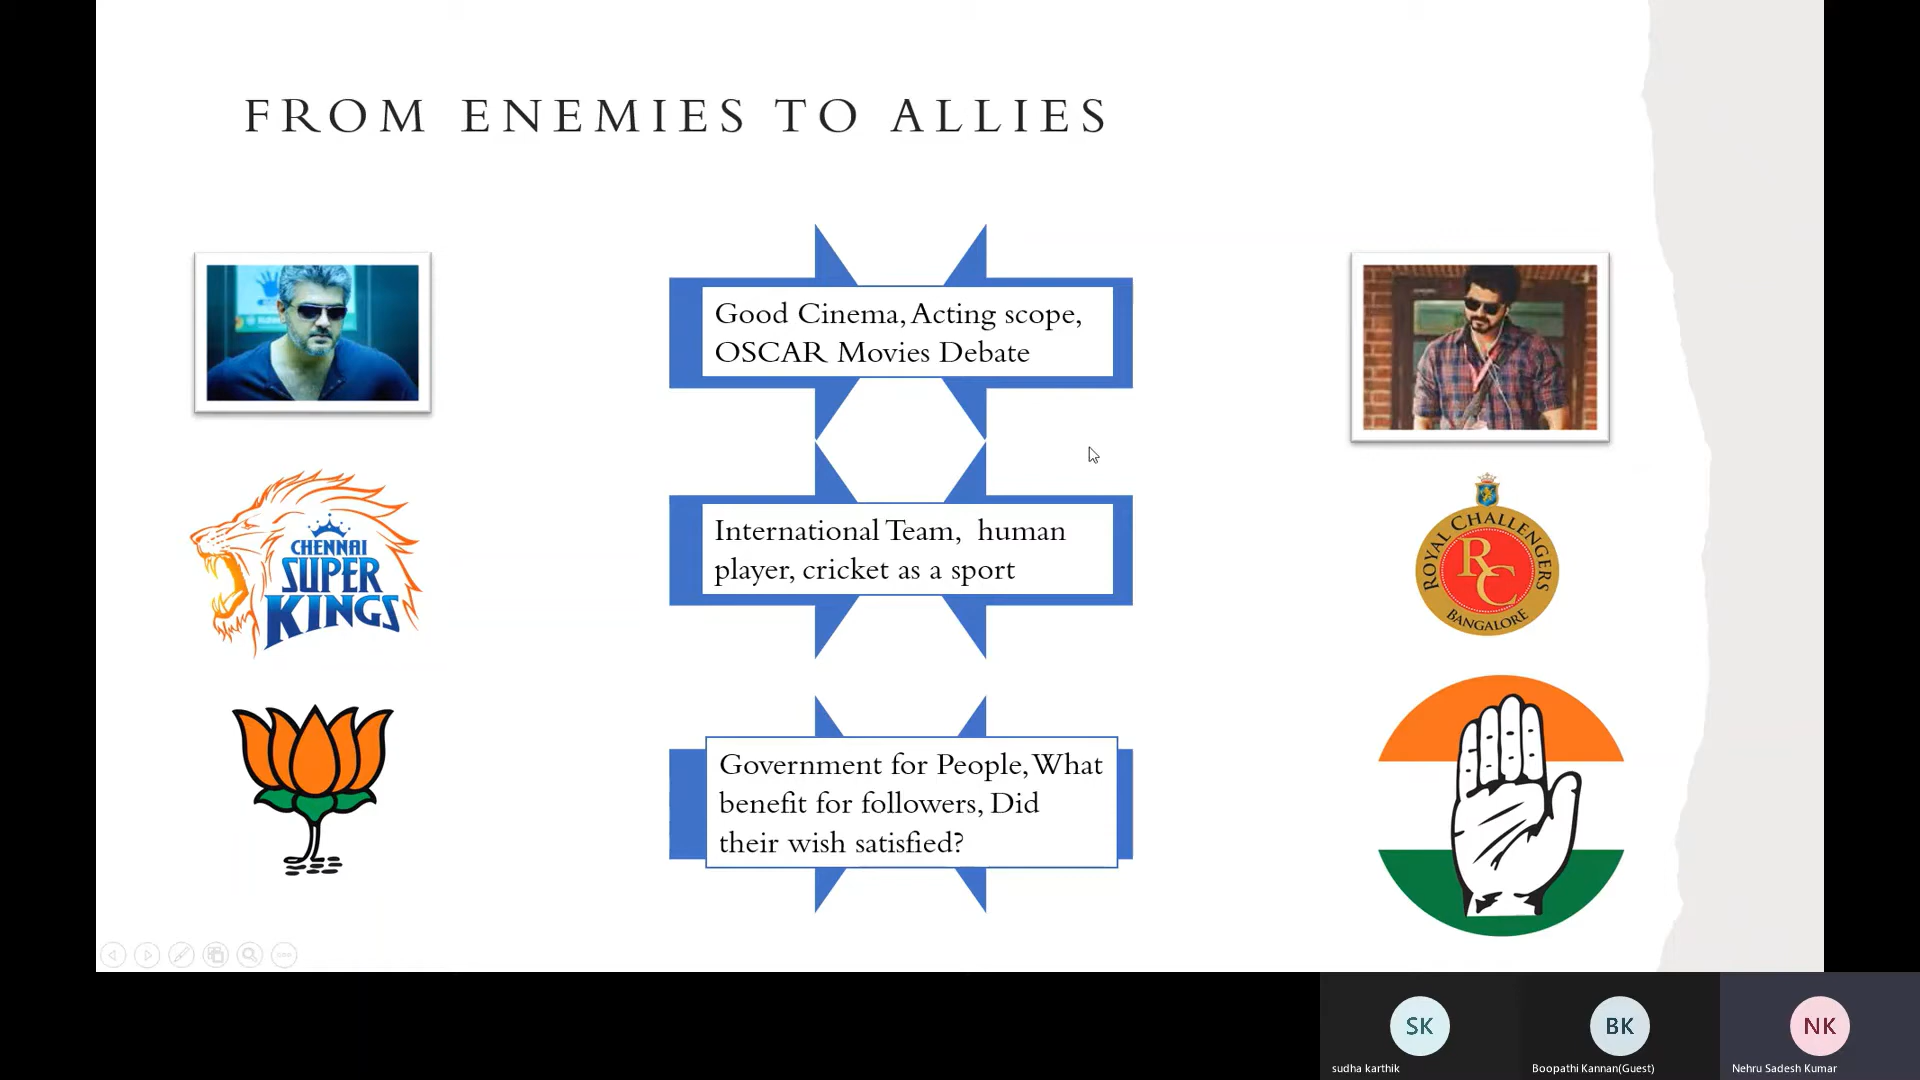 FROM ENEMIES TO ALLIES
Good Cinema, Acting scope,
OSCAR Movies Debate
CHENNAI
SUPER
KINGS
International Team, human
player, cricket as a sport
ROYAL CHALLENGERS
RC
BANGALORE
Government for People, What
benefit for followers, Did
their wish satisfied?
SK
BK
NK
sudha karthik
Boopathi Kannan(Guest)
Nehru Sadesh Kumar